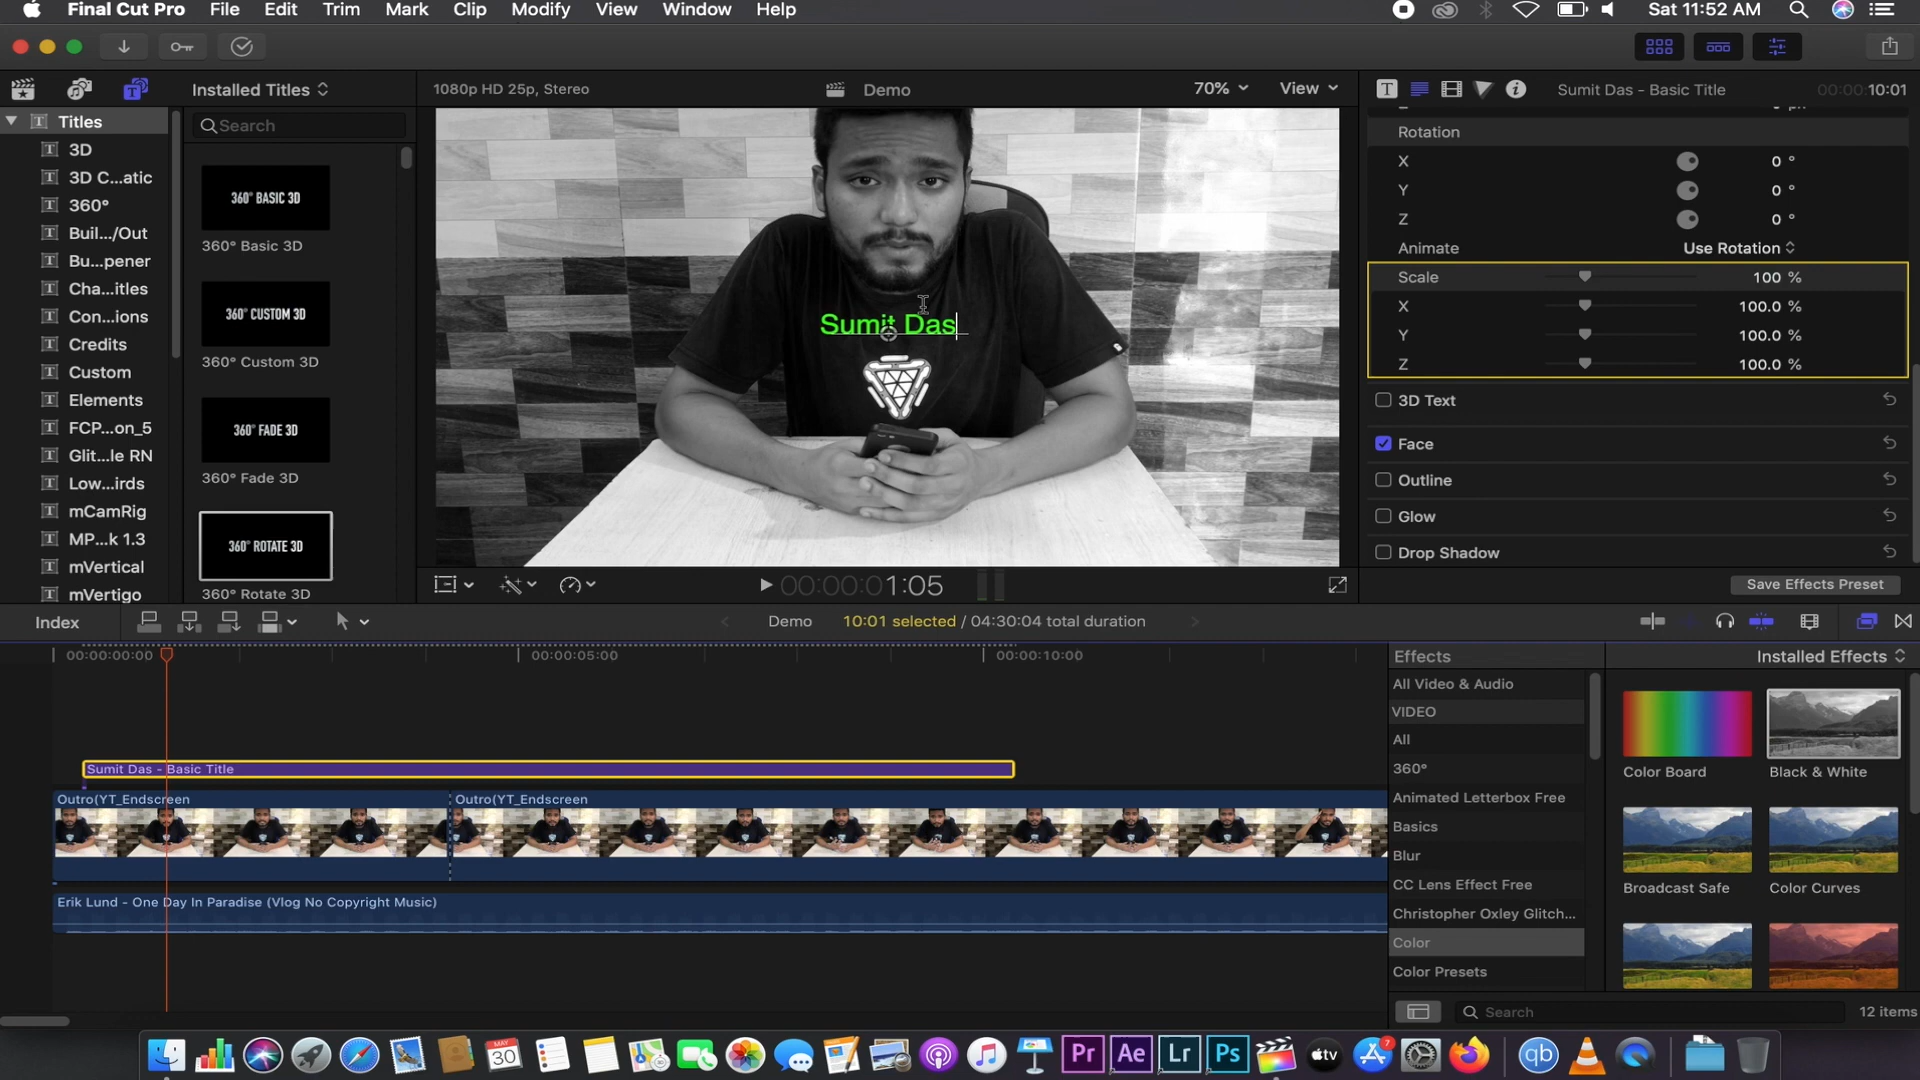 Final Cut Pro File Edit Trim Mark Clip Modify View Window Help Sat 11:52 AM
Installed Titles 1080p HD 25p, Stereo Demo 70% View T Sumit Das - Basic Title 00:00:10:01
Titles
3D
3D C...atic
360°
Buil.../Out
Bu...pener
Cha...itles
Con...ions
Credits
Custom
Elements
FCP...on_5
Glit...le RN
Low...irds
mCamRig
MP...k 1.3
mVertical
mVertigo
Search
360° BASIC 3D
360° Basic 3D
360° CUSTOM 3D
360° Custom 3D
360° FADE 3D
360° Fade 3D
360° ROTATE 3D
360° Rotate 3D
Sumit Das
00:00:01:05
Rotation
X 0 °
Y 0 °
Z 0 °
Animate Use Rotation
Scale 100 %
X 100.0 %
Y 100.0 %
Z 100.0 %
3D Text
Face
Outline
Glow
Drop Shadow
Save Effects Preset
Index Demo 10:01 selected / 04:30:04 total duration
00:00:00:00 00:00:05:00 00:00:10:00
Sumit Das - Basic Title
Outro(YT_Endscreen Outro(YT_Endscreen
Erik Lund - One Day In Paradise (Vlog No Copyright Music)
Effects Installed Effects
All Video & Audio
VIDEO
All
360°
Animated Letterbox Free
Basics
Blur
CC Lens Effect Free
Christopher Oxley Glitch...
Color
Color Presets
Color Board Black & White
Broadcast Safe Color Curves
Search 12 items
MAY 30 Pr Ae Lr Ps tv 7 qb